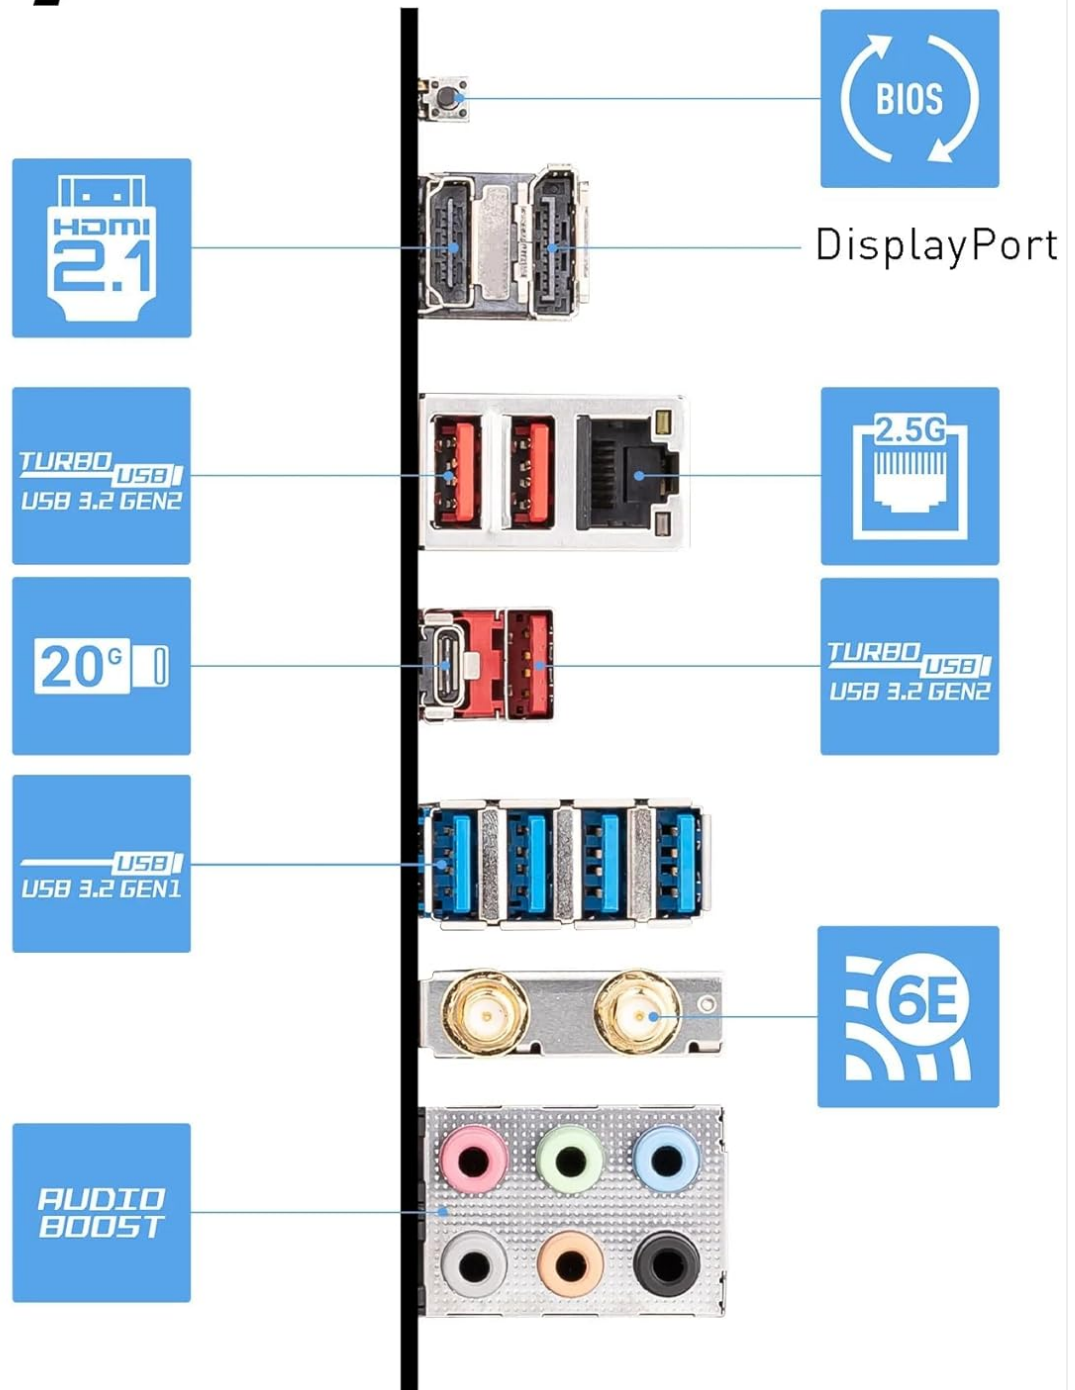 BIOS
HDMI
2.1
DisplayPort
TURBO
USB
USB 3.2 GEN2
2.5G
20G
TURBO
USB
USB 3.2 GEN2
USB
USB 3.2 GEN1
6E
AUDIO
BOOST